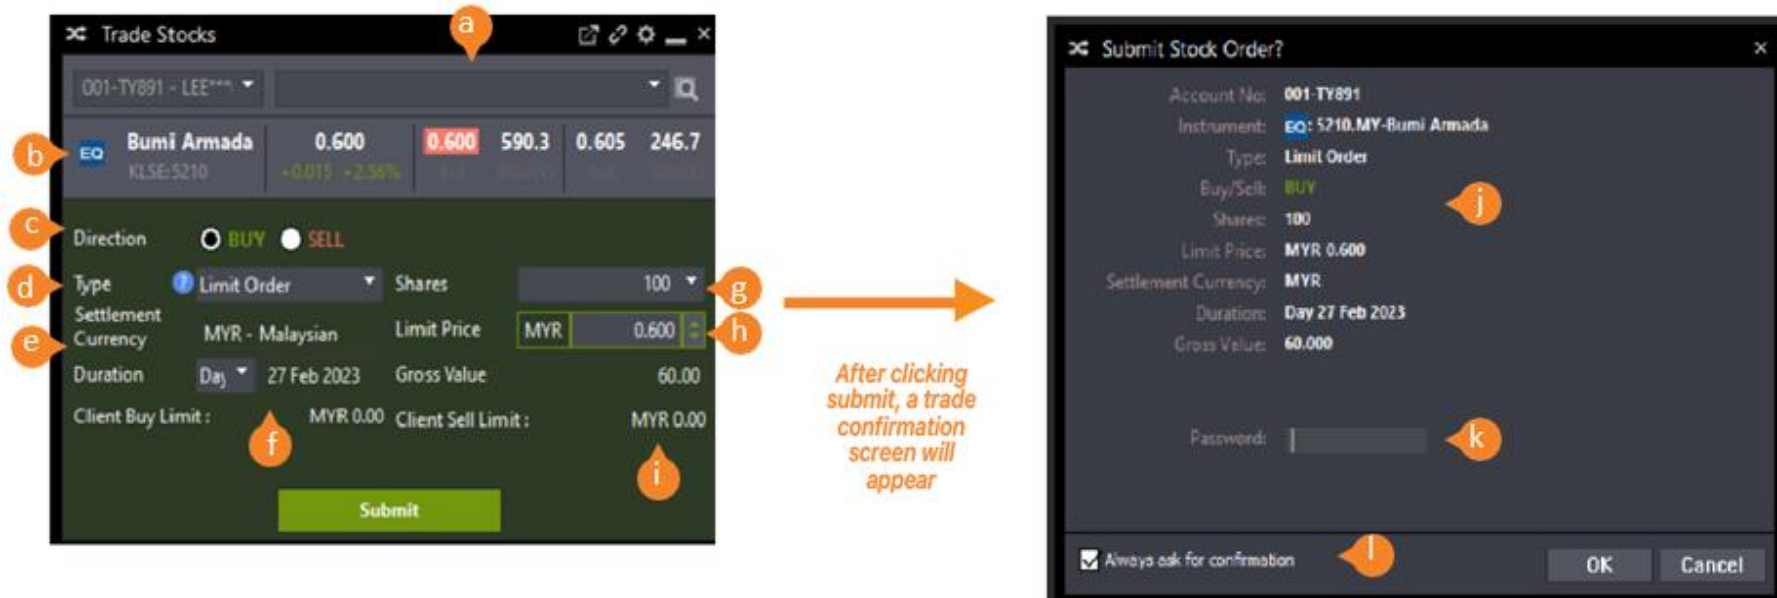 a
Trade Stocks
001-TY891 - LEE***
b
EQ Bumi Armada 0.600 0.600 590.3 0.605 246.7
KLSE:5210 +0.015 +2.56%
c
Direction BUY SELL
d
Type ? Limit Order Shares 100
g
Settlement
Currency MYR - Malaysian Limit Price MYR 0.600
e
h
Duration Day 27 Feb 2023 Gross Value 60.00
Client Buy Limit : MYR 0.00 Client Sell Limit : MYR 0.00
f
i
Submit
After clicking
submit, a trade
confirmation
screen will
appear
Submit Stock Order?
Account No: 001-TY891
Instrument: EQ: 5210.MY-Bumi Armada
Type: Limit Order
Buy/Sell: BUY
j
Shares: 100
Limit Price: MYR 0.600
Settlement Currency: MYR
Duration: Day 27 Feb 2023
Gross Value: 60.000
Password:
k
Always ask for confirmation
l
OK Cancel